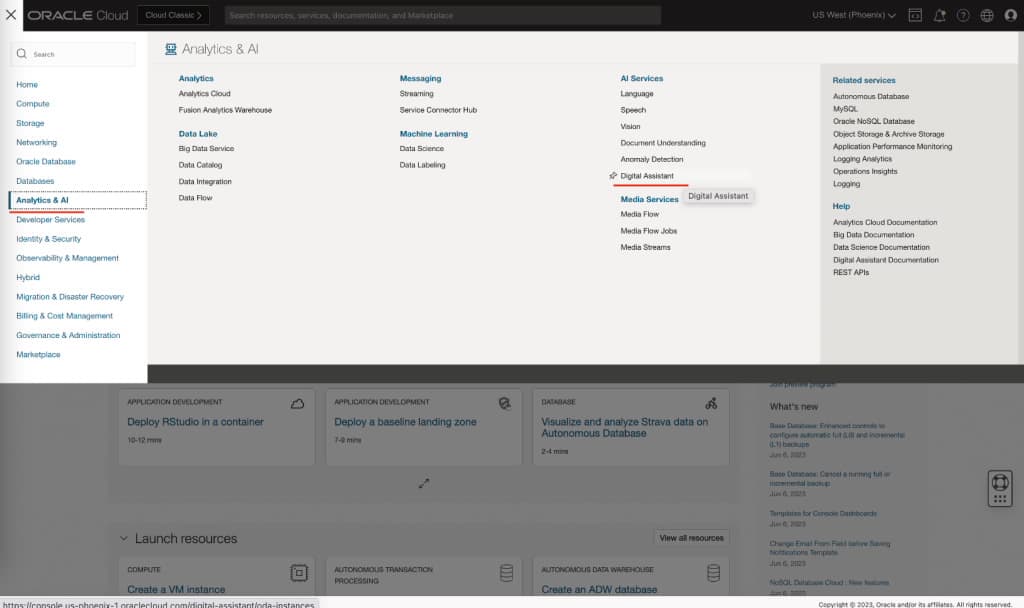 ORACLE Cloud
Cloud Classic
Search resources, services, documentation, and Marketplace
US West (Phoenix)
Search
Home
Compute
Storage
Networking
Oracle Database
Databases
Analytics & AI
Developer Services
Identity & Security
Observability & Management
Hybrid
Migration & Disaster Recovery
Billing & Cost Management
Governance & Administration
Marketplace
Analytics & AI
Analytics
Analytics Cloud
Fusion Analytics Warehouse
Data Lake
Big Data Service
Data Catalog
Data Integration
Data Flow
Messaging
Streaming
Service Connector Hub
Machine Learning
Data Science
Data Labeling
AI Services
Language
Speech
Vision
Document Understanding
Anomaly Detection
Digital Assistant
Digital Assistant
Media Services
Media Flow
Media Flow Jobs
Media Streams
Related services
Autonomous Database
MySQL
Oracle NoSQL Database
Object Storage & Archive Storage
Application Performance Monitoring
Logging Analytics
Operations Insights
Logging
Help
Analytics Cloud Documentation
Big Data Documentation
Data Science Documentation
Digital Assistant Documentation
REST APIs
APPLICATION DEVELOPMENT
Deploy RStudio in a container
10-12 mins
APPLICATION DEVELOPMENT
Deploy a baseline landing zone
7-9 mins
DATABASE
Visualize and analyze Strava data on
Autonomous Database
2-4 mins
Join preview program
What's new
Base Database: Enhanced controls to
configure automatic full (L0) and incremental
(L1) backups
Jun 6, 2023
Base Database: Cancel a running full or
incremental backup
Jun 6, 2023
Templates for Console Dashboards
Jun 6, 2023
Change Email From Field before Saving
Notifications Template
Jun 6, 2023
NoSQL Database Cloud : New features
Jun 6, 2023
Launch resources
View all resources
COMPUTE
Create a VM instance
AUTONOMOUS TRANSACTION
PROCESSING
AUTONOMOUS DATA WAREHOUSE
Create an ADW database
https://console.us-phoenix-1.oraclecloud.com/digital-assistant/oda-instances
Copyright © 2023, Oracle and/or its affiliates. All rights reserved.